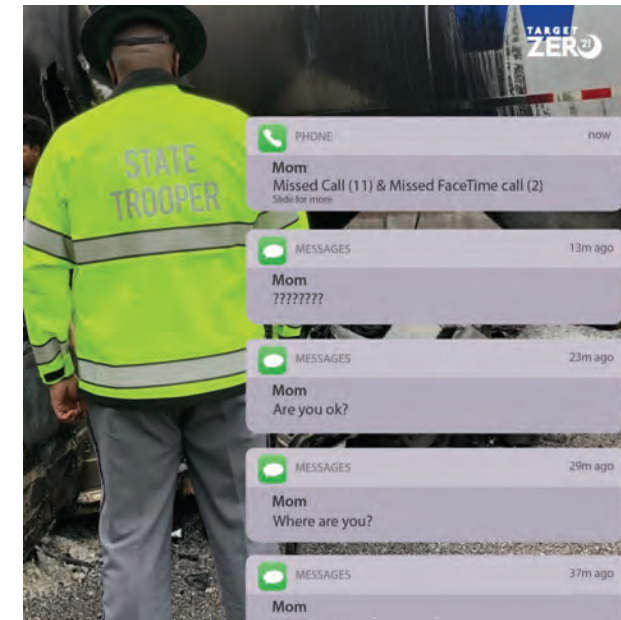 TARGET
ZERO 21
STATE
TROOPER
PHONE now
Mom
Missed Call (11) & Missed FaceTime call (2)
Slide for more
MESSAGES 13m ago
Mom
????????
MESSAGES 23m ago
Mom
Are you ok?
MESSAGES 29m ago
Mom
Where are you?
MESSAGES 37m ago
Mom